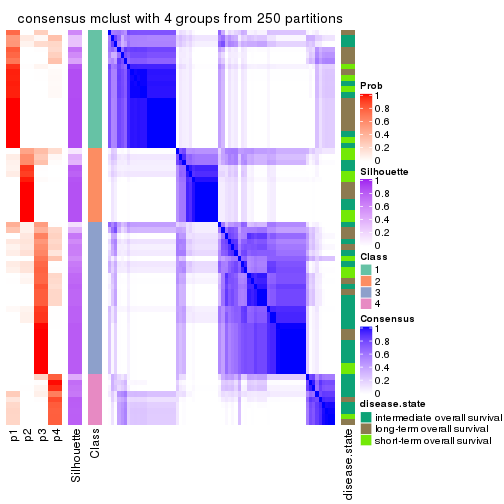 consensus mclust with 4 groups from 250 partitions
Prob
1
0.8
0.6
0.4
0.2
0
Silhouette
1
0.8
0.6
0.4
0.2
0
Class
1
2
3
4
Consensus
1
0.8
0.6
0.4
0.2
0
disease.state
intermediate overall survival
long-term overall survival
short-term overall survival
p1
p2
p3
p4
Silhouette
Class
disease.state